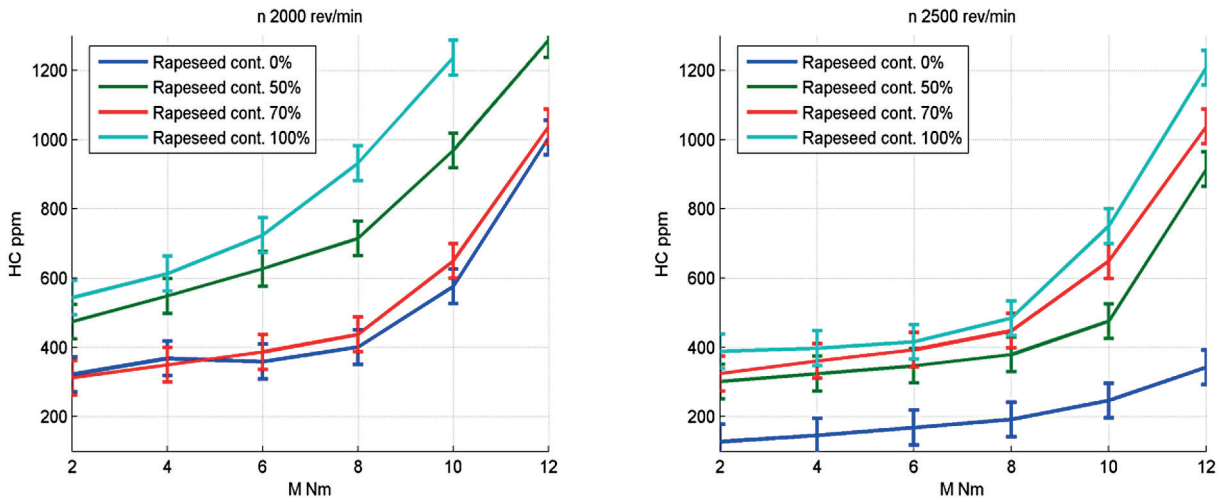 n 2000 rev/min
HC ppm
1200
1000
800
600
400
200
Rapeseed cont. 0%
Rapeseed cont. 50%
Rapeseed cont. 70%
Rapeseed cont. 100%
2 4 6 8 10 12
M Nm
n 2500 rev/min
HC ppm
1200
1000
800
600
400
200
Rapeseed cont. 0%
Rapeseed cont. 50%
Rapeseed cont. 70%
Rapeseed cont. 100%
2 4 6 8 10 12
M Nm